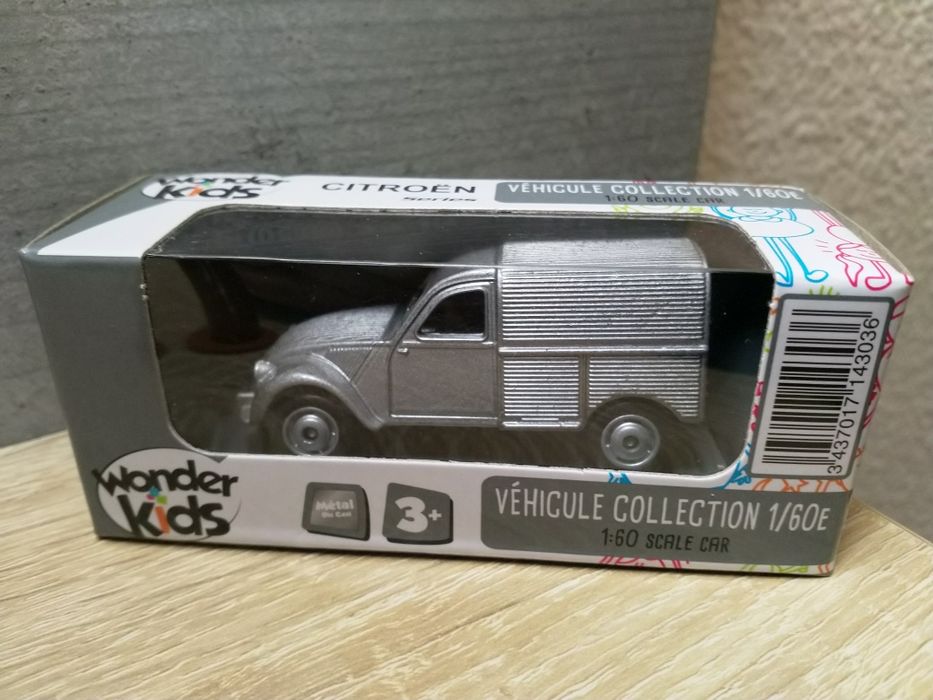 wonder
kids
CITROËN
series
VÉHICULE COLLECTION 1/60E
1:60 SCALE CAR
3437017143036
wonder
kids
Métal
Die Cast
3+
VÉHICULE COLLECTION 1/60E
1:60 SCALE CAR